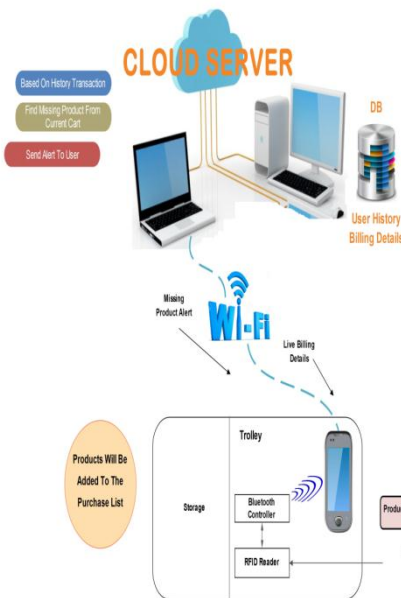 CLOUD SERVER
Based On History Transaction
Find Missing Product From
Current Cart
Send Alert To User
DB
User History
Billing Details
Missing
Product Alert
Wi-Fi
Live Billing
Details
Products Will Be
Added To The
Purchase List
Trolley
Storage
Bluetooth
Controller
RFID Reader
Produc